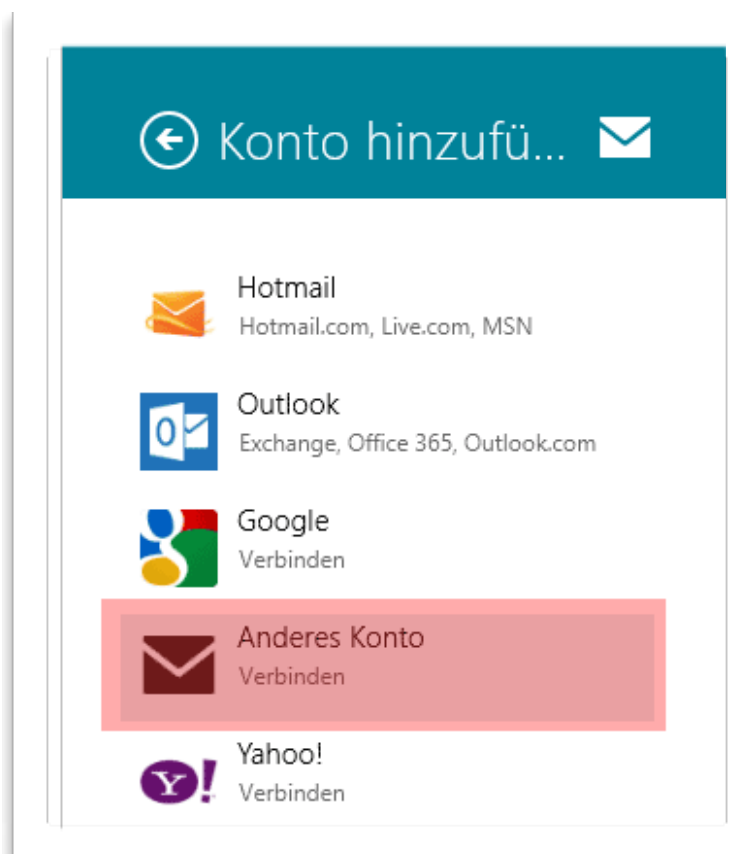 Konto hinzufü...
Hotmail
Hotmail.com, Live.com, MSN
Outlook
Exchange, Office 365, Outlook.com
Google
Verbinden
Anderes Konto
Verbinden
Yahoo!
Verbinden